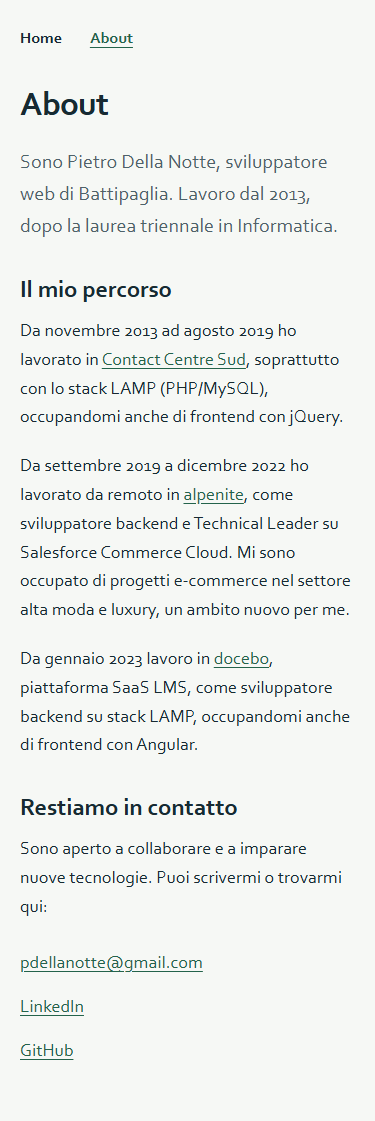 Home About
About
Sono Pietro Della Notte, sviluppatore
web di Battipaglia. Lavoro dal 2013,
dopo la laurea triennale in Informatica.
Il mio percorso
Da novembre 2013 ad agosto 2019 ho
lavorato in Contact Centre Sud, soprattutto
con lo stack LAMP (PHP/MySQL),
occupandomi anche di frontend con jQuery.
Da settembre 2019 a dicembre 2022 ho
lavorato da remoto in alpenite, come
sviluppatore backend e Technical Leader su
Salesforce Commerce Cloud. Mi sono
occupato di progetti e-commerce nel settore
alta moda e luxury, un ambito nuovo per me.
Da gennaio 2023 lavoro in docebo,
piattaforma SaaS LMS, come sviluppatore
backend su stack LAMP, occupandomi anche
di frontend con Angular.
Restiamo in contatto
Sono aperto a collaborare e a imparare
nuove tecnologie. Puoi scrivermi o trovarmi
qui:
pdellanotte@gmail.com
LinkedIn
GitHub